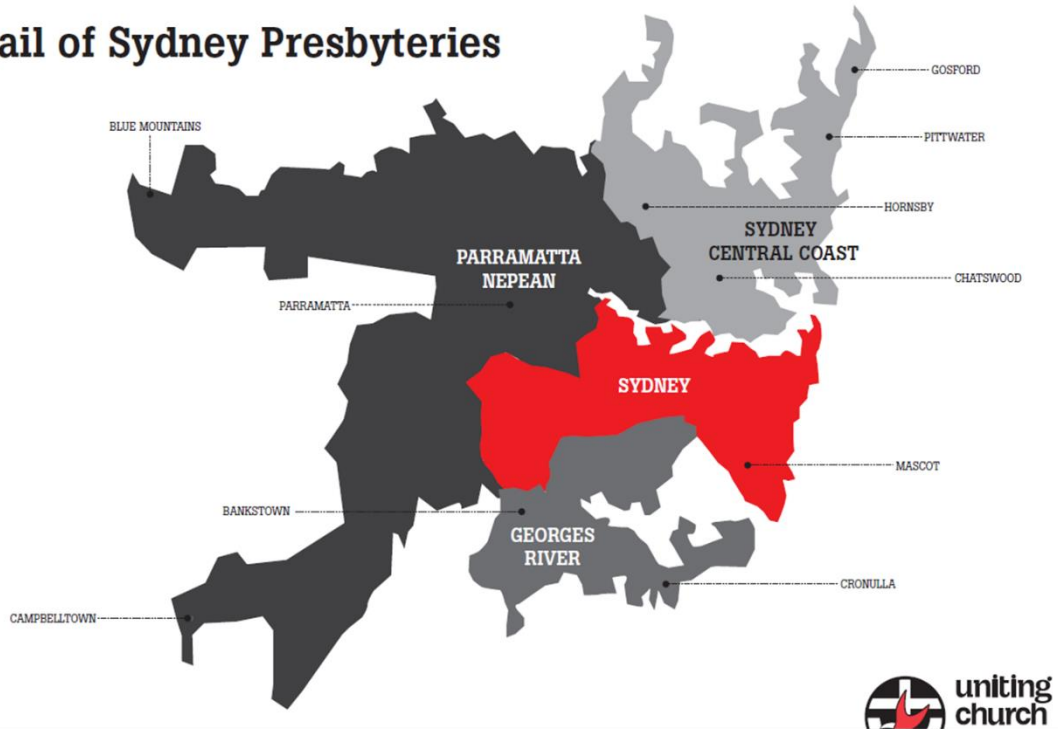 ail of Sydney Presbyteries
GOSFORD
BLUE MOUNTAINS
PITTWATER
HORNSBY
SYDNEY
CENTRAL COAST
PARRAMATTA
NEPEAN
CHATSWOOD
PARRAMATTA
SYDNEY
MASCOT
BANKSTOWN
GEORGES
RIVER
CRONULLA
CAMPBELLTOWN
uniting
church